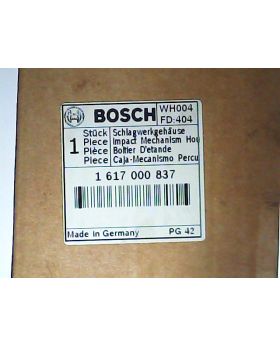 BOSCH WH004
FD:404
1 Stück Schlagwerkgehäuse
Piece Impact Mechanism Hou
Pièce Boîtier D'etande
Pieza Caja-Mecanismo Percu
1 617 000 837
Made in Germany PG 42